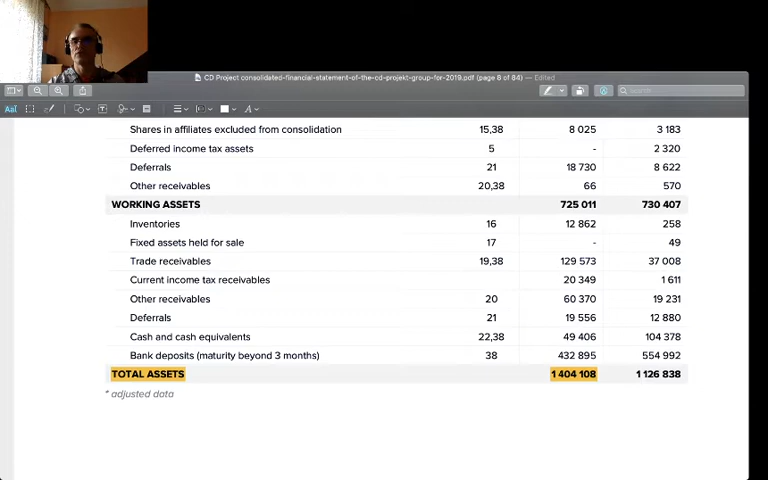 CD Project consolidated-financial-statement-of-the-cd-projekt-group-for-2019.pdf (page 8 of 84) — Edited
Search
Shares in affiliates excluded from consolidation 15,38 8 025 3 183
Deferred income tax assets 5 - 2 320
Deferrals 21 18 730 8 622
Other receivables 20,38 66 570
WORKING ASSETS 725 011 730 407
Inventories 16 12 862 258
Fixed assets held for sale 17 - 49
Trade receivables 19,38 129 573 37 008
Current income tax receivables 20 349 1 611
Other receivables 20 60 370 19 231
Deferrals 21 19 556 12 880
Cash and cash equivalents 22,38 49 406 104 378
Bank deposits (maturity beyond 3 months) 38 432 895 554 992
TOTAL ASSETS 1 404 108 1 126 838
* adjusted data